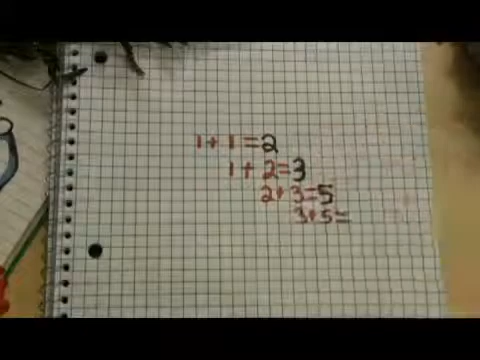 1 + 1 = 2
1 + 2 = 3
2 + 3 = 5
3 + 5 =